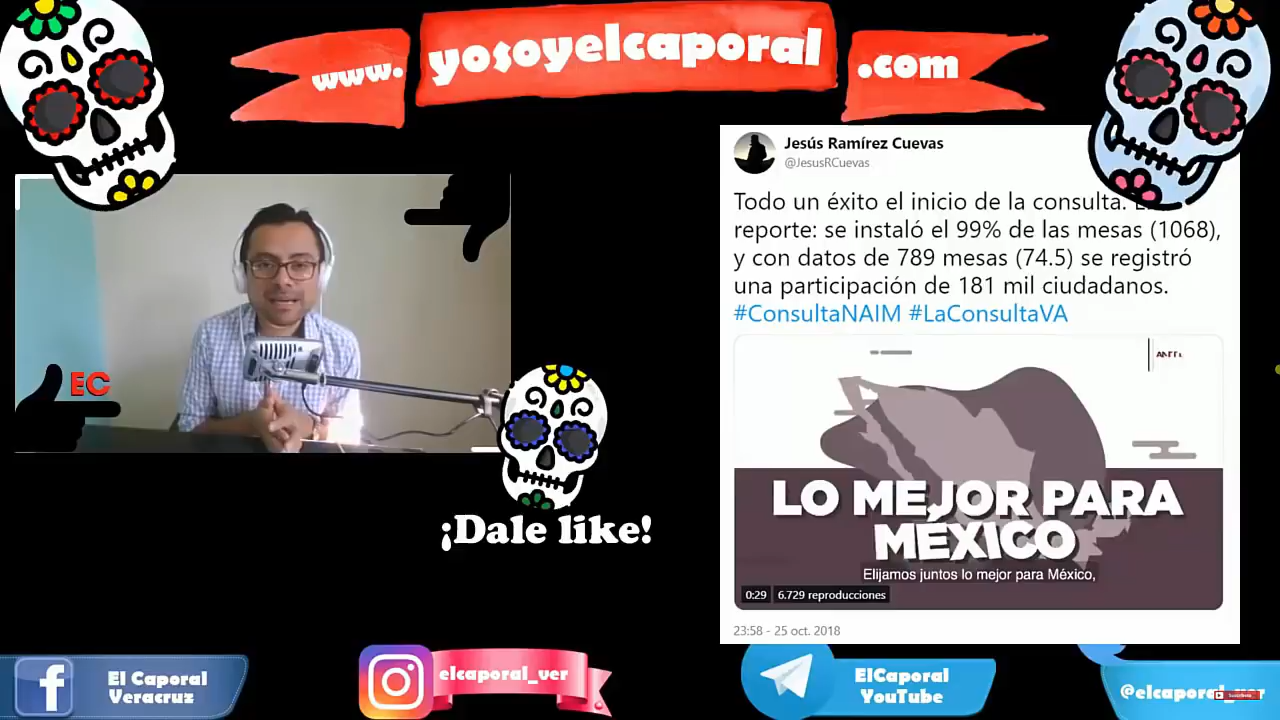 www. yosoyelcaporal .com
Jesús Ramírez Cuevas
@JesusRCuevas
Todo un éxito el inicio de la consulta.
reporte: se instaló el 99% de las mesas (1068),
y con datos de 789 mesas (74.5) se registró
una participación de 181 mil ciudadanos.
#ConsultaNAIM #LaConsultaVA
LO MEJOR PARA
MÉXICO
Elijamos juntos lo mejor para México,
0:29 6.729 reproducciones
23:58 - 25 oct. 2018
EC
¡Dale like!
El Caporal
Veracruz
elcaporal_ver
ElCaporal
YouTube
@elcaporal_ver